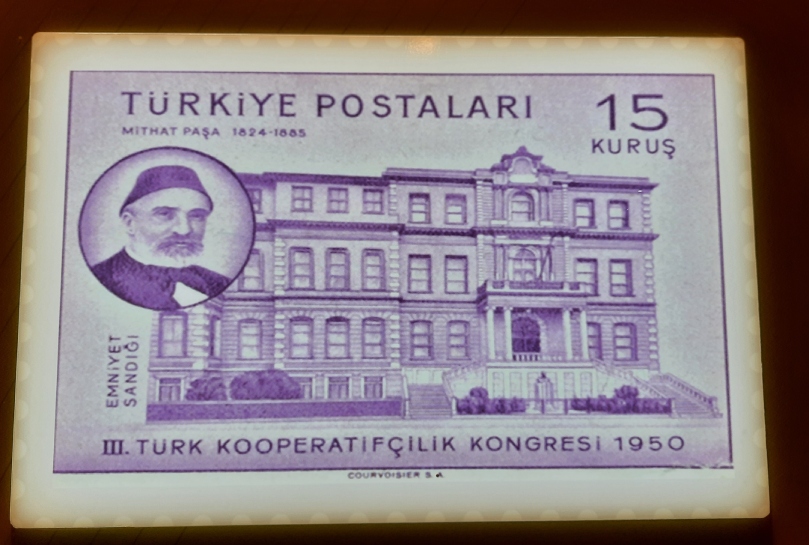 TÜRKİYE POSTALARI
MİTHAT PAŞA 1824-1885
15
KURUŞ
EMNİYET
SANDIĞI
III. TÜRK KOOPERATİFÇİLİK KONGRESİ 1950
COURVOISIER S.A.